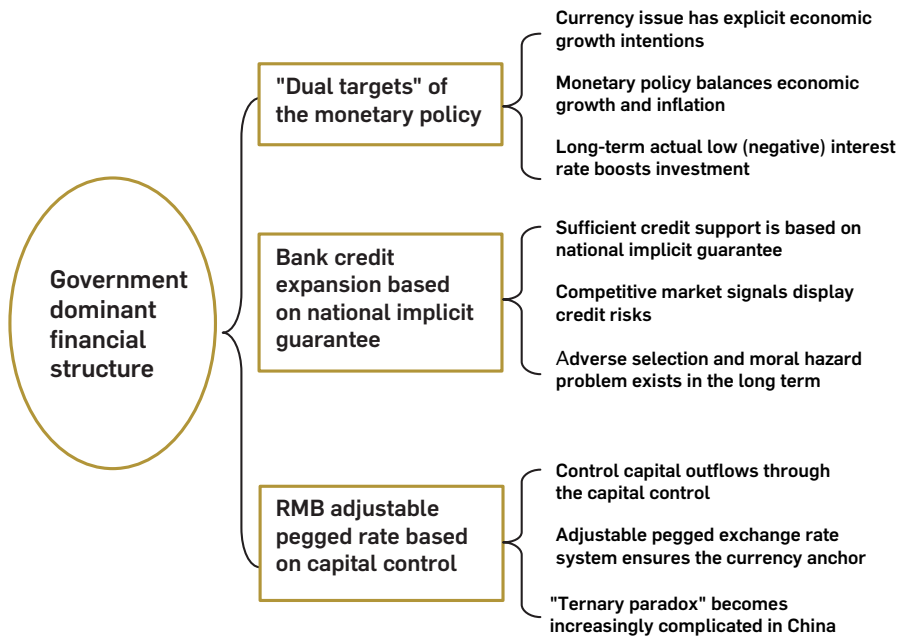 Government
dominant
financial
structure
"Dual targets" of
the monetary policy
Currency issue has explicit economic
growth intentions
Monetary policy balances economic
growth and inflation
Long-term actual low (negative) interest
rate boosts investment
Bank credit
expansion based
on national implicit
guarantee
Sufficient credit support is based on
national implicit guarantee
Competitive market signals display
credit risks
Adverse selection and moral hazard
problem exists in the long term
RMB adjustable
pegged rate based
on capital control
Control capital outflows through
the capital control
Adjustable pegged exchange rate
system ensures the currency anchor
"Ternary paradox" becomes
increasingly complicated in China